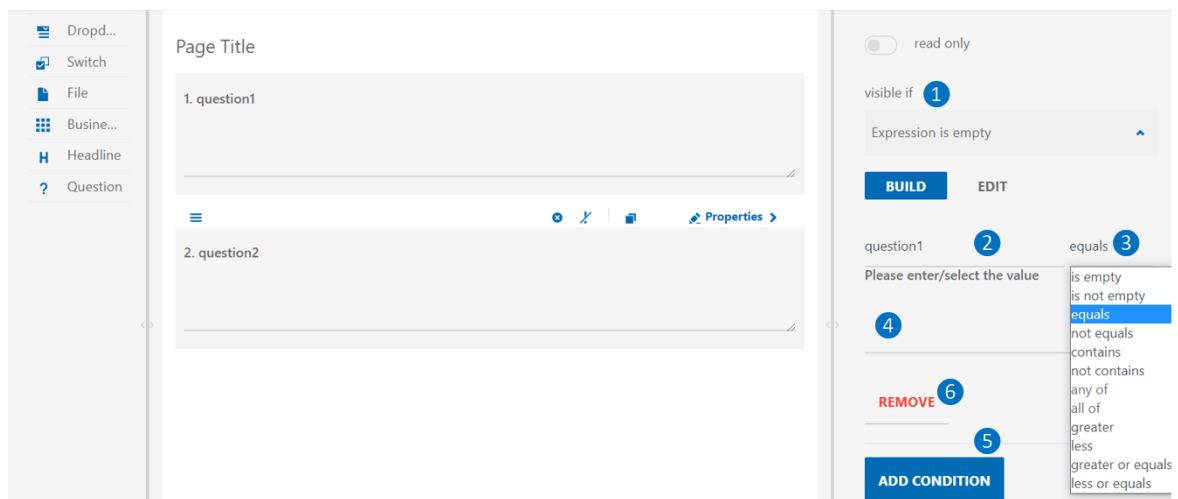 Dropd...
Switch
File
Busine...
H Headline
? Question
Page Title
1. question1
Properties
2. question2
read only
visible if 1
Expression is empty
BUILD EDIT
question1 2 equals 3
Please enter/select the value
4
is empty
is not empty
equals
not equals
contains
not contains
any of
all of
greater
less
greater or equals
less or equals
REMOVE 6
5
ADD CONDITION